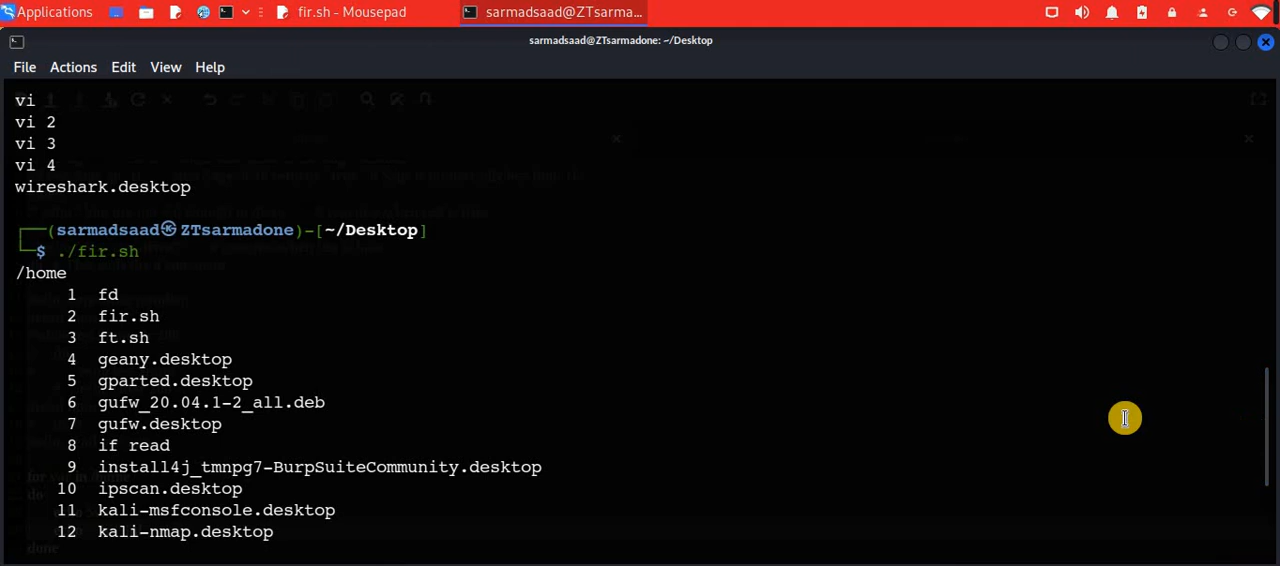 Applications
fir.sh - Mousepad
sarmadsaad@ZTsarma...
sarmadsaad@ZTsarmadone: ~/Desktop
File Actions Edit View Help
vi
vi 2
vi 3
vi 4
wireshark.desktop
(sarmadsaad㉿ZTsarmadone)-[~/Desktop]
$ ./fir.sh
/home
1 fd
2 fir.sh
3 ft.sh
4 geany.desktop
5 gparted.desktop
6 gufw_20.04.1-2_all.deb
7 gufw.desktop
8 if read
9 install4j_tmnpg7-BurpSuiteCommunity.desktop
10 ipscan.desktop
11 kali-msfconsole.desktop
12 kali-nmap.desktop
do
done